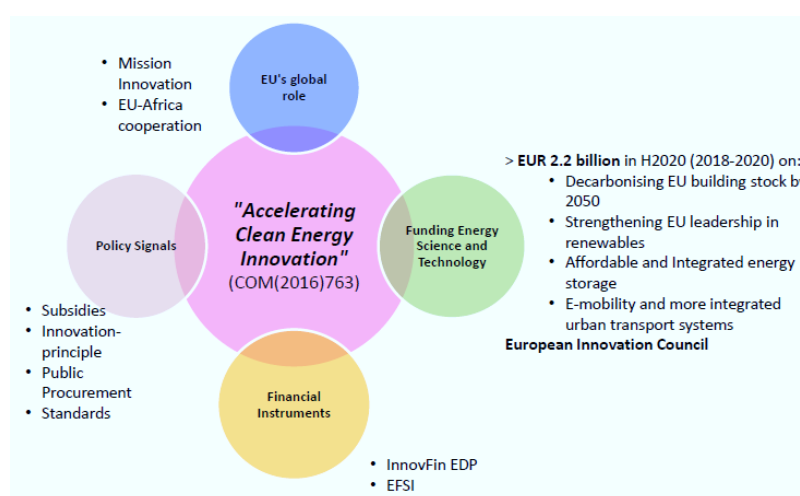 • Mission
Innovation
• EU-Africa
cooperation
EU's global
role
"Accelerating
Clean Energy
Innovation"
(COM(2016)763)
Policy Signals
• Subsidies
• Innovation-
principle
• Public
Procurement
• Standards
Funding Energy
Science and
Technology
> EUR 2.2 billion in H2020 (2018-2020) on:
• Decarbonising EU building stock by
2050
• Strengthening EU leadership in
renewables
• Affordable and Integrated energy
storage
• E-mobility and more integrated
urban transport systems
European Innovation Council
Financial
Instruments
• InnovFin EDP
• EFSI